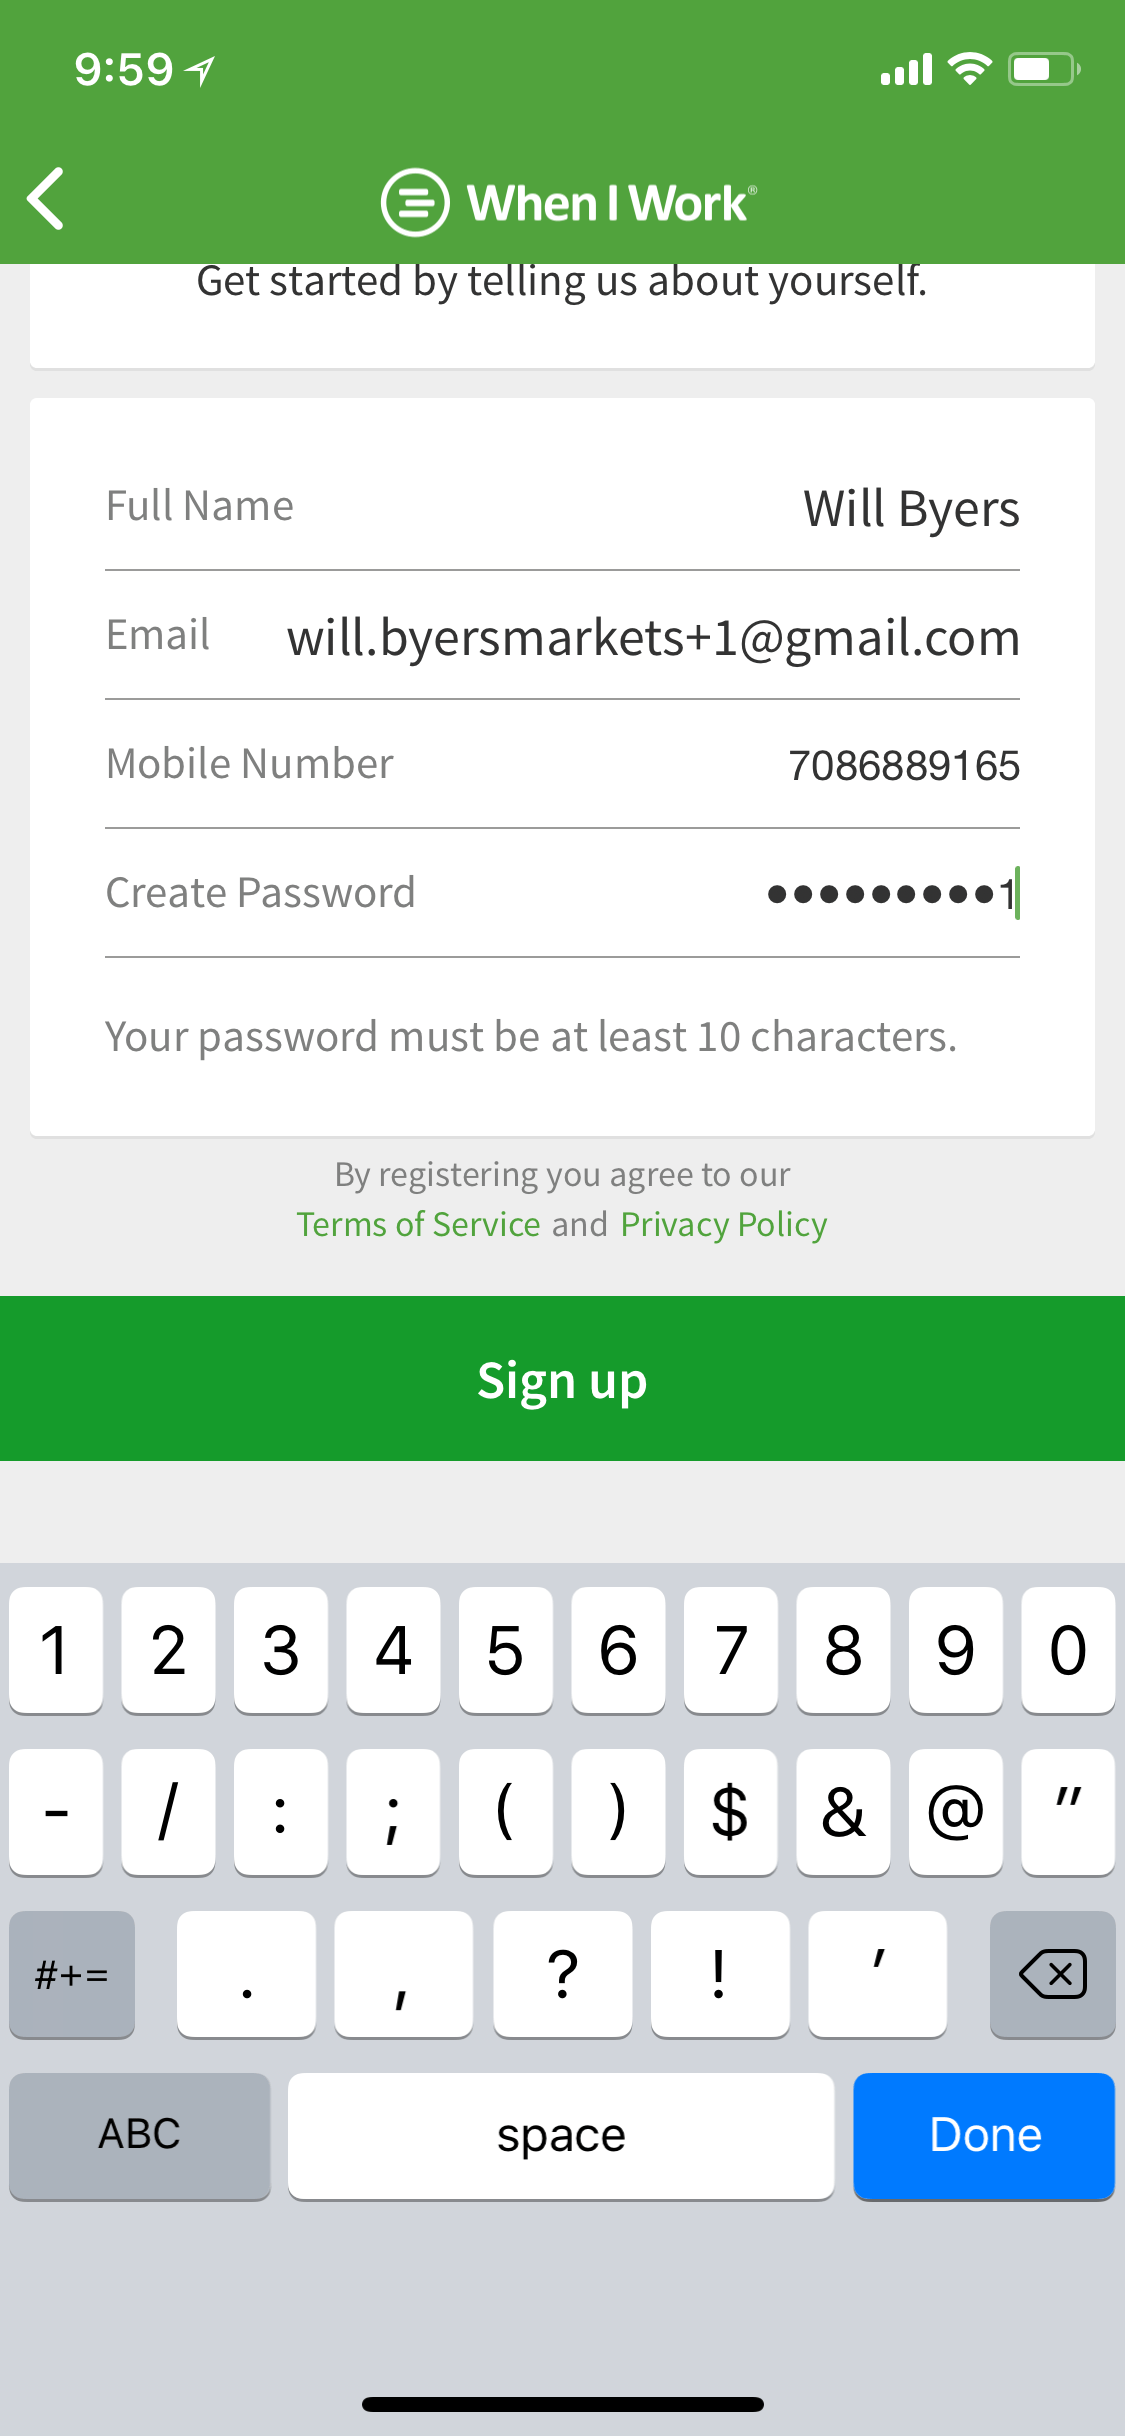 9:59
When I Work®
Get started by telling us about yourself.
Full Name Will Byers
Email will.byersmarkets+1@gmail.com
Mobile Number 7086889165
Create Password •••••••••1
Your password must be at least 10 characters.
By registering you agree to our
Terms of Service and Privacy Policy
Sign up
1 2 3 4 5 6 7 8 9 0
- / : ; ( ) $ & @ "
#+= . , ? ! '
ABC space Done